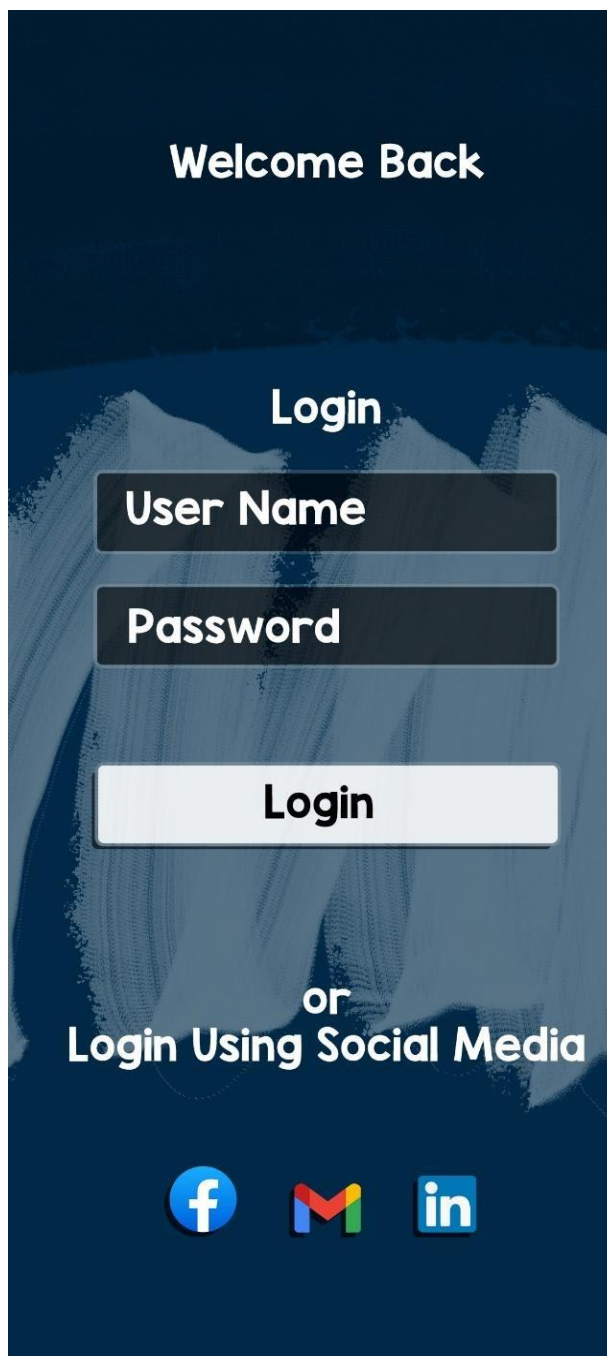 Welcome Back
Login
User Name
Password
Login
or
Login Using Social Media
f
M
in